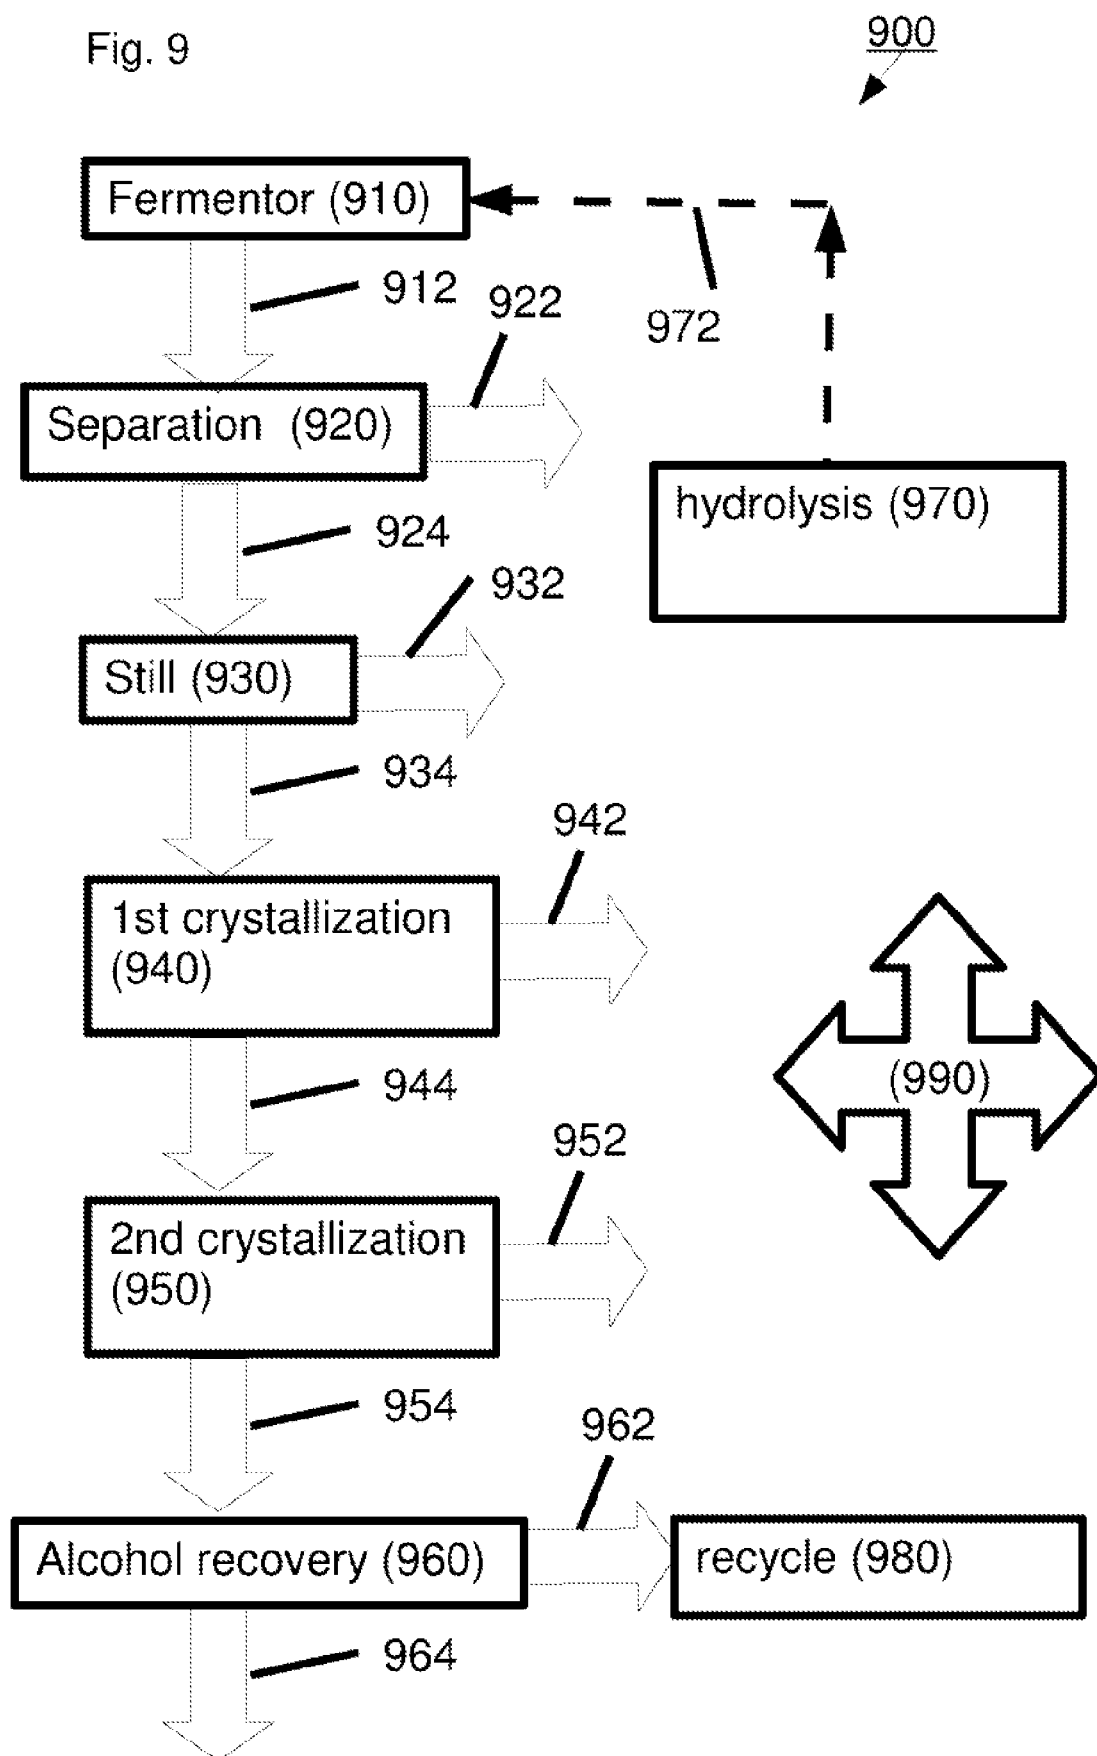 Fig. 9
900
Fermentor (910)
912
922
972
Separation (920)
hydrolysis (970)
924
932
Still (930)
934
942
1st crystallization
(940)
(990)
944
952
2nd crystallization
(950)
954
962
Alcohol recovery (960)
recycle (980)
964